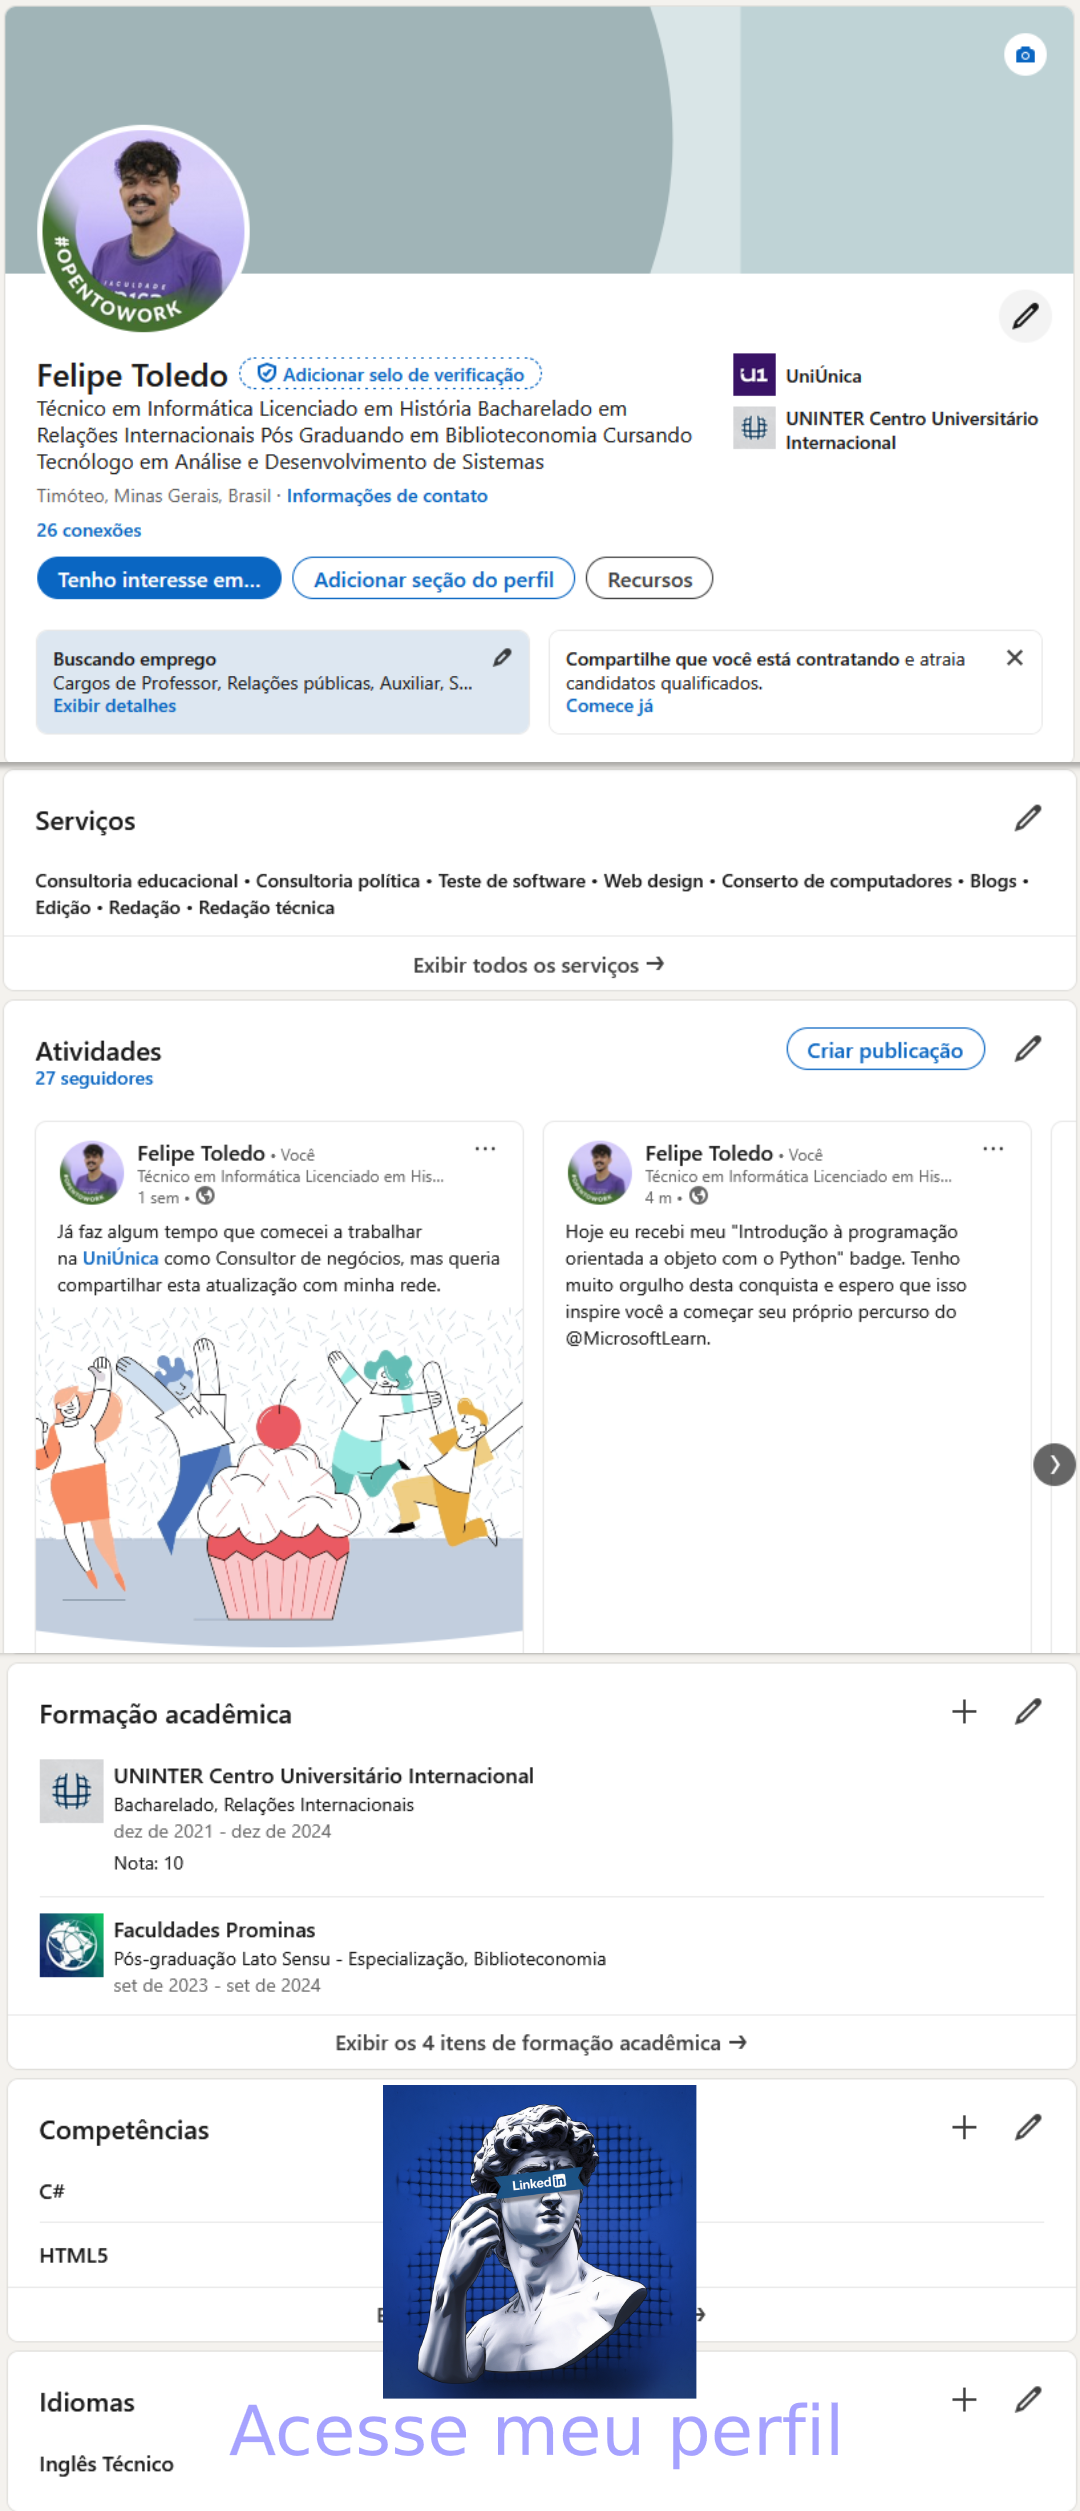 #OPENTOWORK
FACULDADE
Felipe Toledo
Adicionar selo de verificação
Técnico em Informática Licenciado em História Bacharelado em
Relações Internacionais Pós Graduando em Biblioteconomia Cursando
Tecnólogo em Análise e Desenvolvimento de Sistemas
Timóteo, Minas Gerais, Brasil · Informações de contato
26 conexões
U1
UniÚnica
UNINTER Centro Universitário
Internacional
Tenho interesse em...
Adicionar seção do perfil
Recursos
Buscando emprego
Cargos de Professor, Relações públicas, Auxiliar, S...
Exibir detalhes
Compartilhe que você está contratando e atraia
candidatos qualificados.
Comece já
Serviços
Consultoria educacional • Consultoria política • Teste de software • Web design • Conserto de computadores • Blogs •
Edição • Redação • Redação técnica
Exibir todos os serviços →
Atividades
Criar publicação
27 seguidores
Felipe Toledo • Você
Técnico em Informática Licenciado em His...
1 sem •
Já faz algum tempo que comecei a trabalhar
na UniÚnica como Consultor de negócios, mas queria
compartilhar esta atualização com minha rede.
Felipe Toledo • Você
Técnico em Informática Licenciado em His...
4 m •
Hoje eu recebi meu "Introdução à programação
orientada a objeto com o Python" badge. Tenho
muito orgulho desta conquista e espero que isso
inspire você a começar seu próprio percurso do
@MicrosoftLearn.
Formação acadêmica
UNINTER Centro Universitário Internacional
Bacharelado, Relações Internacionais
dez de 2021 - dez de 2024
Nota: 10
Faculdades Prominas
Pós-graduação Lato Sensu - Especialização, Biblioteconomia
set de 2023 - set de 2024
Exibir os 4 itens de formação acadêmica →
Competências
C#
HTML5
LinkedIn
Idiomas
Acesse meu perfil
Inglês Técnico